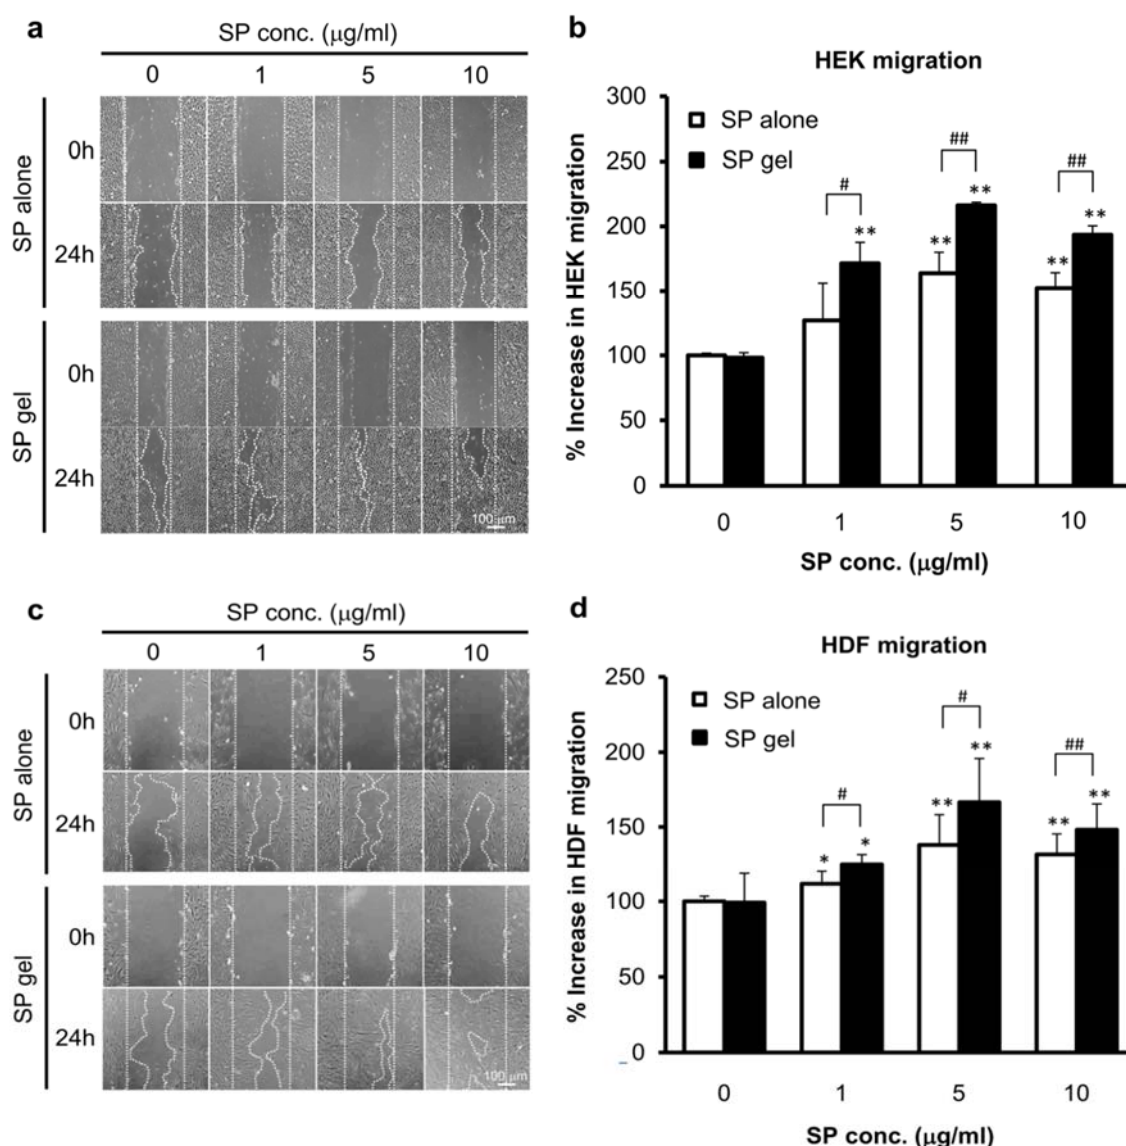 a
SP conc. (μg/ml)
0 1 5 10
SP alone
0h
24h
SP gel
0h
24h
100 μm
b
HEK migration
% Increase in HEK migration
300
250
200
150
100
50
0
SP alone
SP gel
#
##
##
**
**
**
**
**
0 1 5 10
SP conc. (μg/ml)
c
SP conc. (μg/ml)
0 1 5 10
SP alone
0h
24h
SP gel
0h
24h
100 μm
d
HDF migration
% Increase in HDF migration
250
200
150
100
50
0
SP alone
SP gel
#
#
##
*
*
**
**
**
**
0 1 5 10
SP conc. (μg/ml)